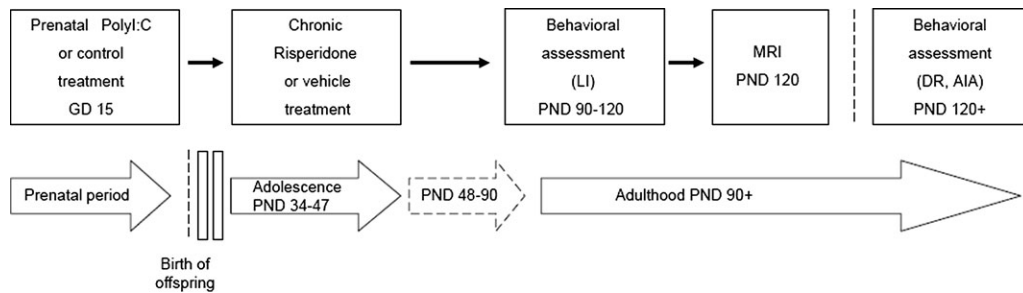 Prenatal PolyI:C
or control
treatment
GD 15
Chronic
Risperidone
or vehicle
treatment
Behavioral
assessment
(LI)
PND 90-120
MRI
PND 120
Behavioral
assessment
(DR, AIA)
PND 120+
Prenatal period
Adolescence
PND 34-47
PND 48-90
Adulthood PND 90+
Birth of
offspring